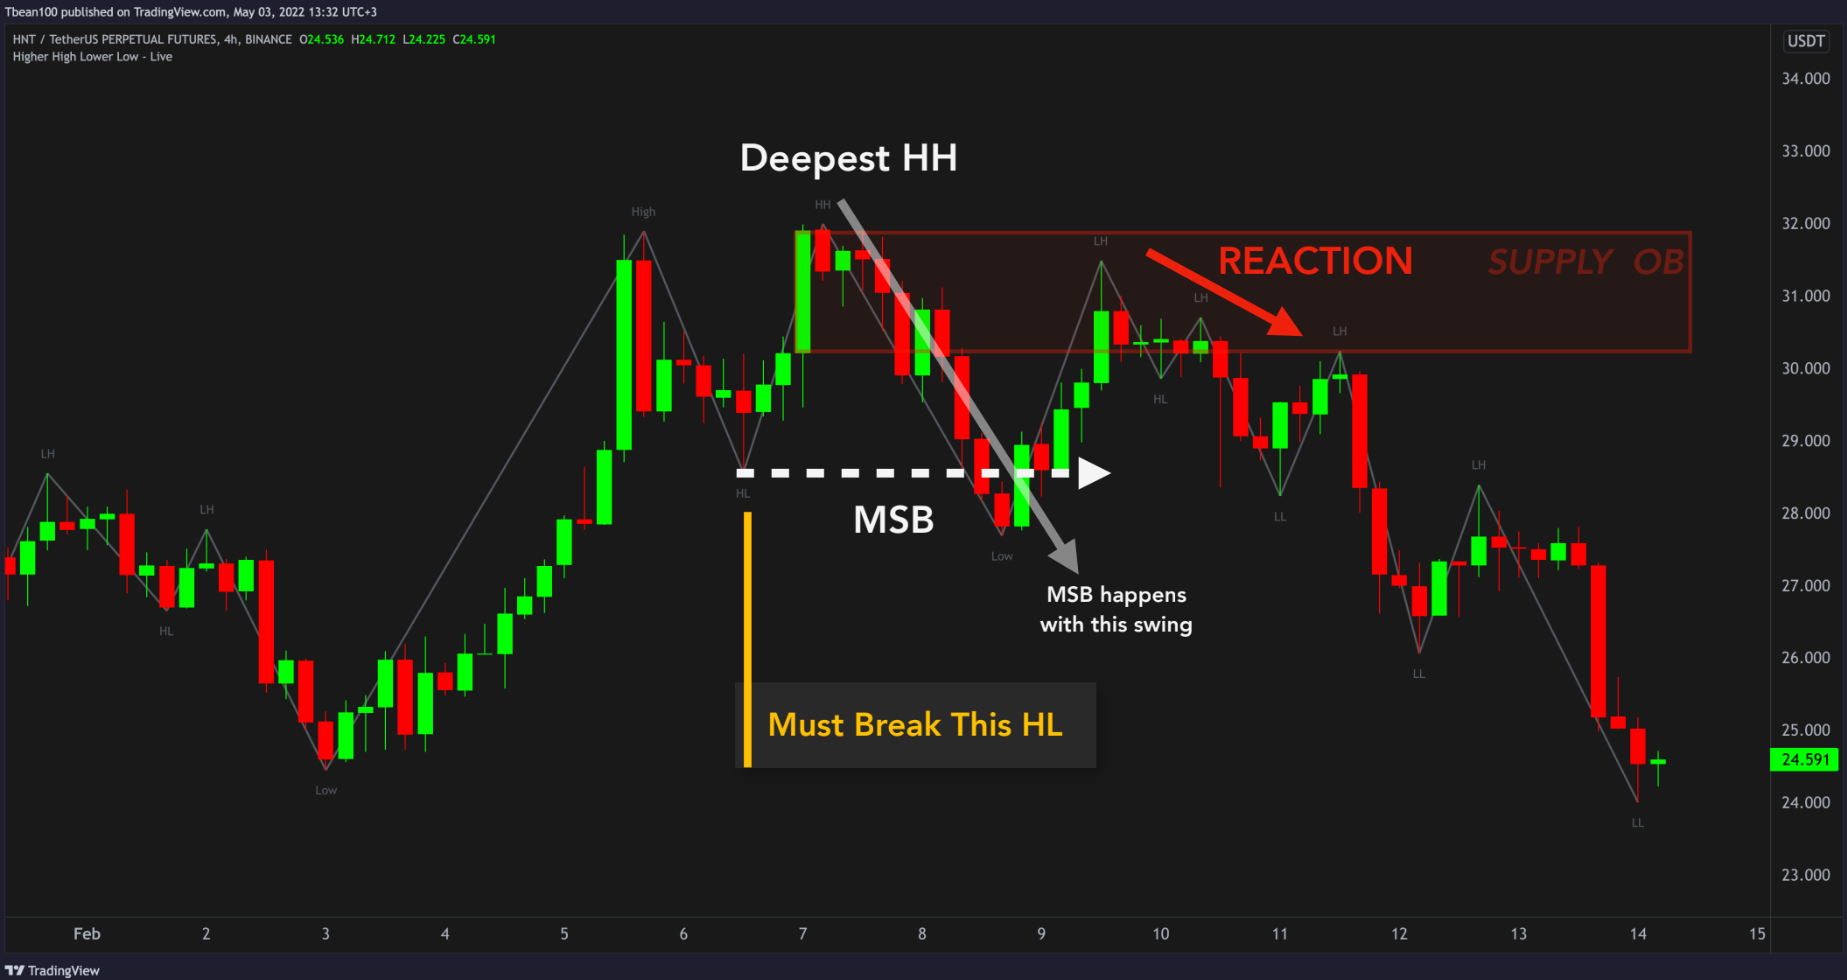 Tbean100 published on TradingView.com, May 03, 2022 13:32 UTC+3
HNT / TetherUS PERPETUAL FUTURES, 4h, BINANCE O24.536 H24.712 L24.225 C24.591
Higher High Lower Low - Live
USDT
34.000
33.000
32.000
31.000
30.000
29.000
28.000
27.000
26.000
25.000
24.591
24.000
23.000
Deepest HH
High
HH
LH
REACTION
SUPPLY OB
LH
LH
HL
LH
HL
MSB
LL
LH
LH
Low
MSB happens
with this swing
HL
LL
Must Break This HL
Low
LL
Feb 2 3 4 5 6 7 8 9 10 11 12 13 14 15
TradingView